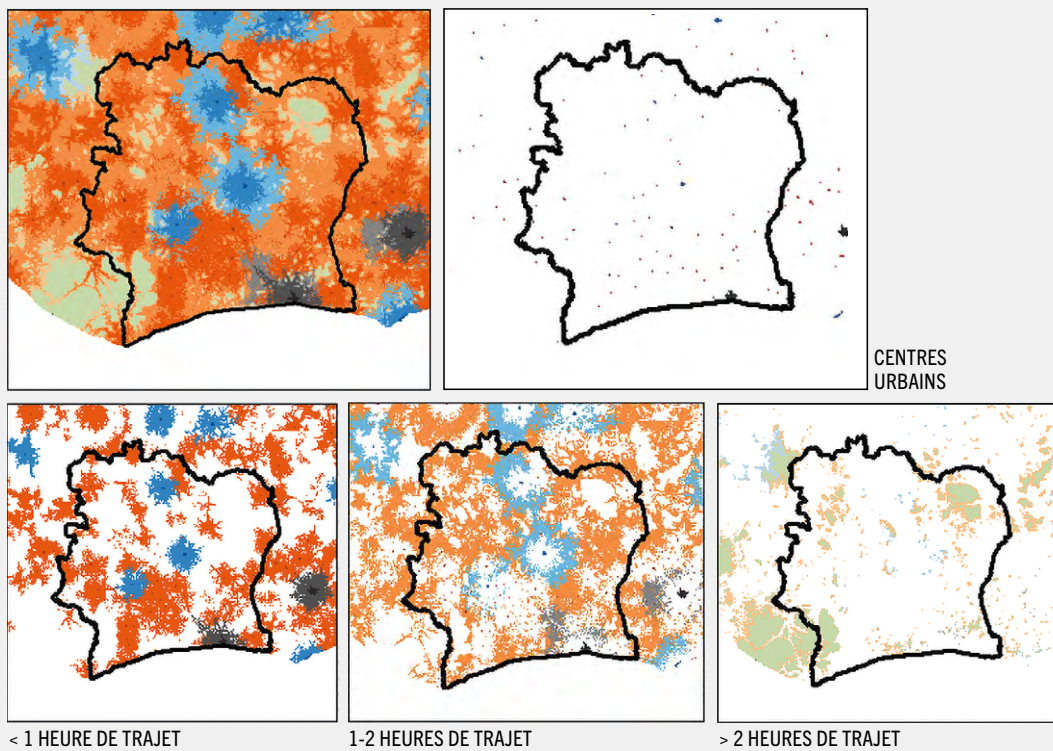 CENTRES
URBAINS
< 1 HEURE DE TRAJET
1-2 HEURES DE TRAJET
> 2 HEURES DE TRAJET